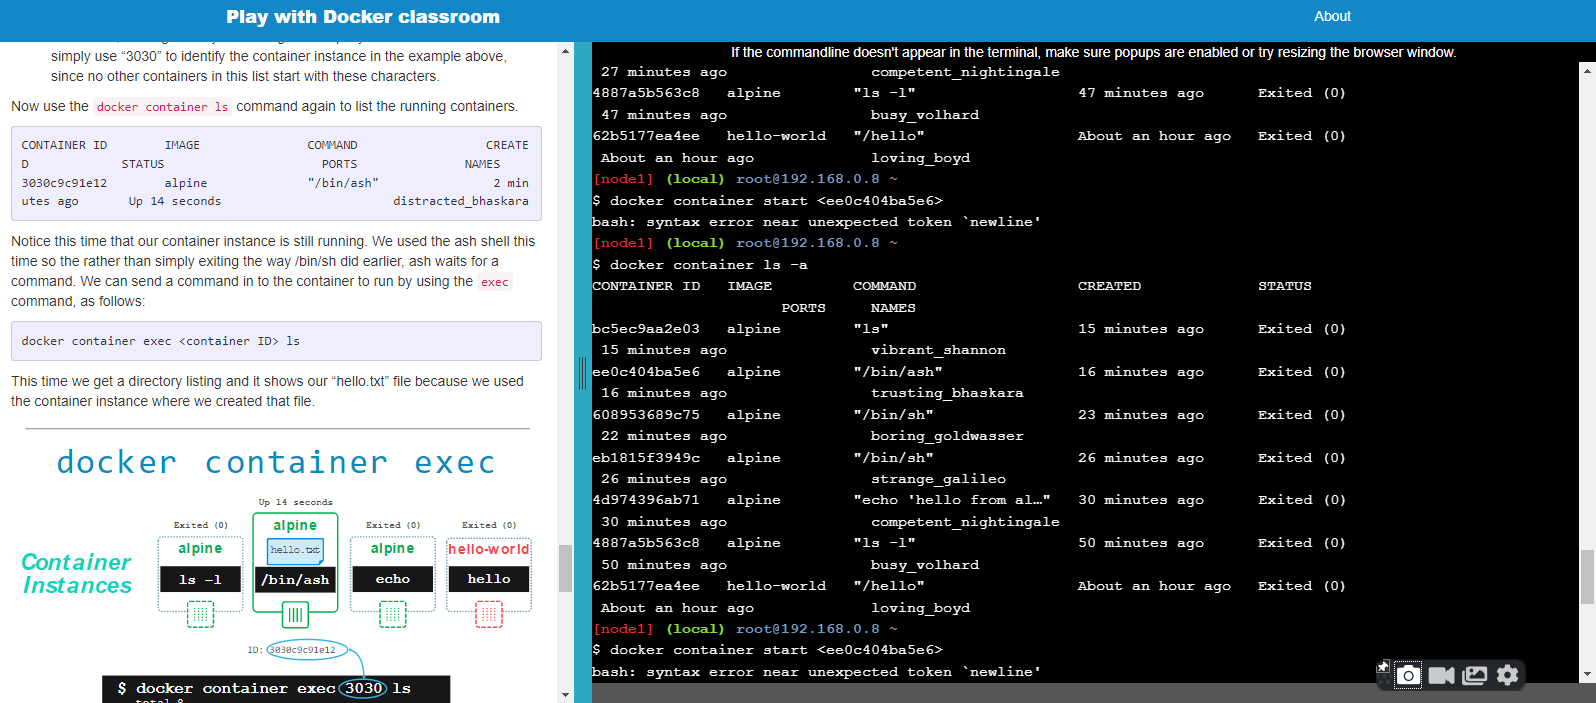 Play with Docker classroom
About
simply use “3030” to identify the container instance in the example above,
since no other containers in this list start with these characters.
Now use the docker container ls command again to list the running containers.
CONTAINER ID IMAGE COMMAND CREATE
D STATUS PORTS NAMES
3030c9c91e12 alpine "/bin/ash" 2 min
utes ago Up 14 seconds distracted_bhaskara
Notice this time that our container instance is still running. We used the ash shell this
time so the rather than simply exiting the way /bin/sh did earlier, ash waits for a
command. We can send a command in to the container to run by using the exec
command, as follows:
docker container exec <container ID> ls
This time we get a directory listing and it shows our “hello.txt” file because we used
the container instance where we created that file.
docker container exec
Up 14 seconds
Exited (0) alpine Exited (0) Exited (0)
alpine hello.txt alpine hello-world
Container
Instances
ls -l /bin/ash echo hello
ID: 3030c9c91e12
$ docker container exec 3030 ls
If the commandline doesn't appear in the terminal, make sure popups are enabled or try resizing the browser window.
27 minutes ago competent_nightingale
4887a5b563c8 alpine "ls -l" 47 minutes ago Exited (0)
47 minutes ago busy_volhard
62b5177ea4ee hello-world "/hello" About an hour ago Exited (0)
About an hour ago loving_boyd
[node1] (local) root@192.168.0.8 ~
$ docker container start <ee0c404ba5e6>
bash: syntax error near unexpected token `newline'
[node1] (local) root@192.168.0.8 ~
$ docker container ls -a
CONTAINER ID IMAGE COMMAND CREATED STATUS
PORTS NAMES
bc5ec9aa2e03 alpine "ls" 15 minutes ago Exited (0)
15 minutes ago vibrant_shannon
ee0c404ba5e6 alpine "/bin/ash" 16 minutes ago Exited (0)
16 minutes ago trusting_bhaskara
608953689c75 alpine "/bin/sh" 23 minutes ago Exited (0)
22 minutes ago boring_goldwasser
eb1815f3949c alpine "/bin/sh" 26 minutes ago Exited (0)
26 minutes ago strange_galileo
4d974396ab71 alpine "echo 'hello from al…" 30 minutes ago Exited (0)
30 minutes ago competent_nightingale
4887a5b563c8 alpine "ls -l" 50 minutes ago Exited (0)
50 minutes ago busy_volhard
62b5177ea4ee hello-world "/hello" About an hour ago Exited (0)
About an hour ago loving_boyd
[node1] (local) root@192.168.0.8 ~
$ docker container start <ee0c404ba5e6>
bash: syntax error near unexpected token `newline'